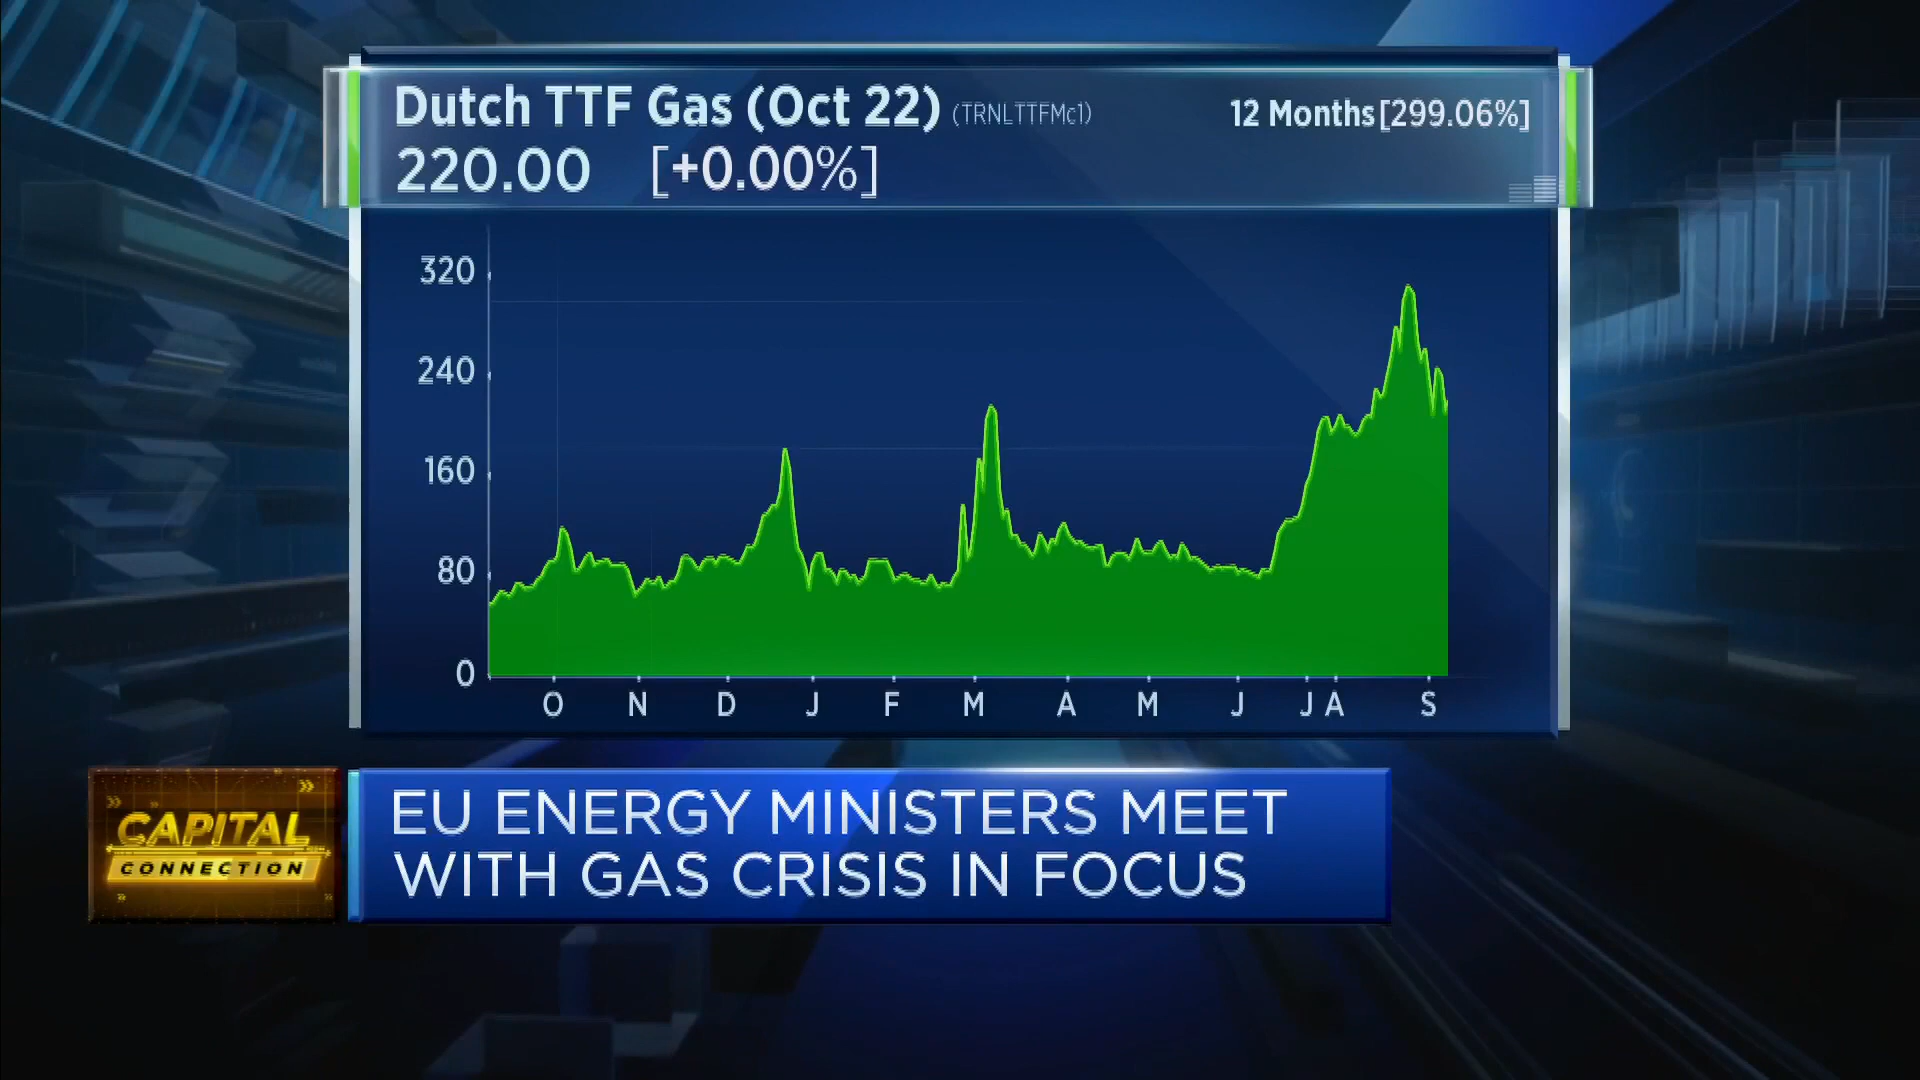 Dutch TTF Gas (Oct 22) (TRNLTTFMc1) 12 Months[299.06%]
220.00 [+0.00%]
320
240
160
80
0
O N D J F M A M J J A S
CAPITAL
CONNECTION
EU ENERGY MINISTERS MEET
WITH GAS CRISIS IN FOCUS